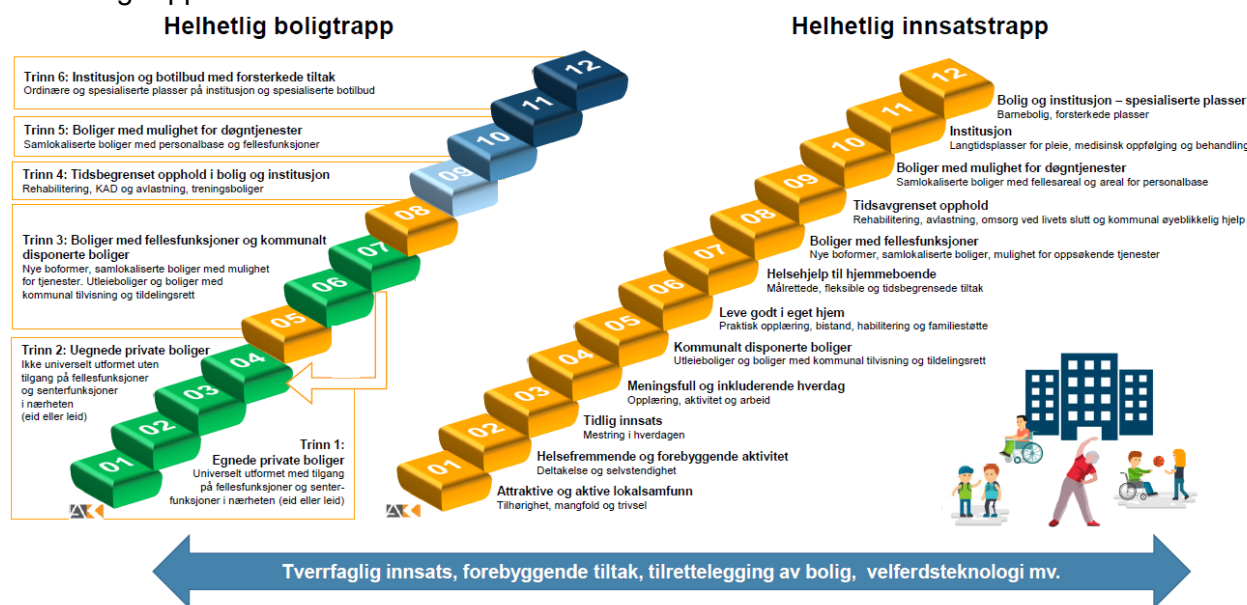 Helhetlig boligtrapp
Trinn 6: Institusjon og botilbud med forsterkede tiltak
Ordinære og spesialiserte plasser på institusjon og spesialiserte botilbud
Trinn 5: Boliger med mulighet for døgntjenester
Samlokaliserte boliger med personalbase og fellesfunksjoner
Trinn 4: Tidsbegrenset opphold i bolig og institusjon
Rehabilitering, KAD og avlastning, treningsboliger
Trinn 3: Boliger med fellesfunksjoner og kommunalt
disponerte boliger
Nye boformer, samlokaliserte boliger med mulighet
for tjenester. Utleieboliger og boliger med
kommunal tilvisning og tildelingsrett
Trinn 2: Uegnede private boliger
Ikke universelt utformet uten
tilgang på fellesfunksjoner
og senterfunksjoner
i nærheten
(eid eller leid)
Trinn 1:
Egnede private boliger
Universelt utformet med tilgang
på fellesfunksjoner og senter-
funksjoner i nærheten (eid eller leid)
12
11
10
09
08
07
06
05
04
03
02
01
Helhetlig innsatstrapp
12
11
10
09
08
07
06
05
04
03
02
01
Bolig og institusjon – spesialiserte plasser
Barnebolig, forsterkede plasser
Institusjon
Langtidsplasser for pleie, medisinsk oppfølging og behandling
Boliger med mulighet for døgntjenester
Samlokaliserte boliger med fellesareal og areal for personalbase
Tidsavgrenset opphold
Rehabilitering, avlastning, omsorg ved livets slutt og kommunal øyeblikkelig hjelp
Boliger med fellesfunksjoner
Nye boformer, samlokaliserte boliger, mulighet for oppsøkende tjenester
Helsehjelp til hjemmeboende
Målrettede, fleksible og tidsbegrensede tiltak
Leve godt i eget hjem
Praktisk opplæring, bistand, habilitering og familiestøtte
Kommunalt disponerte boliger
Utleieboliger og boliger med kommunal tilvisning og tildelingsrett
Meningsfull og inkluderende hverdag
Opplæring, aktivitet og arbeid
Tidlig innsats
Mestring i hverdagen
Helsefremmende og forebyggende aktivitet
Deltakelse og selvstendighet
Attraktive og aktive lokalsamfunn
Tilhørighet, mangfold og trivsel
Tverrfaglig innsats, forebyggende tiltak, tilrettelegging av bolig, velferdsteknologi mv.